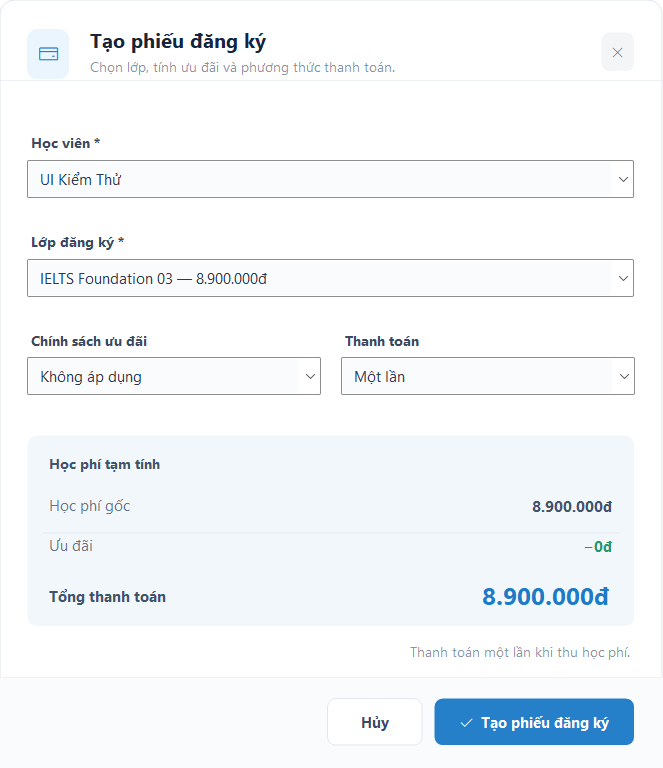 Tạo phiếu đăng ký
Chọn lớp, tính ưu đãi và phương thức thanh toán.
Học viên *
UI Kiểm Thử
Lớp đăng ký *
IELTS Foundation 03 — 8.900.000đ
Chính sách ưu đãi
Thanh toán
Không áp dụng
Một lần
Học phí tạm tính
Học phí gốc
8.900.000đ
Ưu đãi
−0đ
Tổng thanh toán
8.900.000đ
Thanh toán một lần khi thu học phí.
Hủy
Tạo phiếu đăng ký